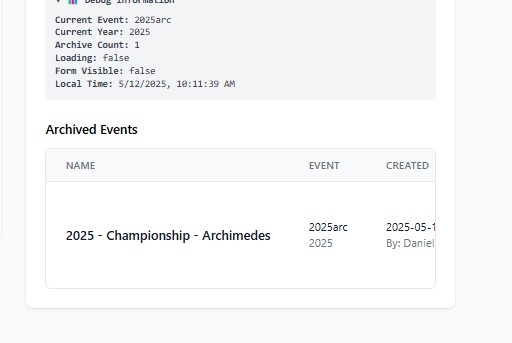 Debug Information
Current Event: 2025arc
Current Year: 2025
Archive Count: 1
Loading: false
Form Visible: false
Local Time: 5/12/2025, 10:11:39 AM
Archived Events
NAME EVENT CREATED
2025 - Championship - Archimedes
2025arc 2025-05-1
2025 By: Daniel